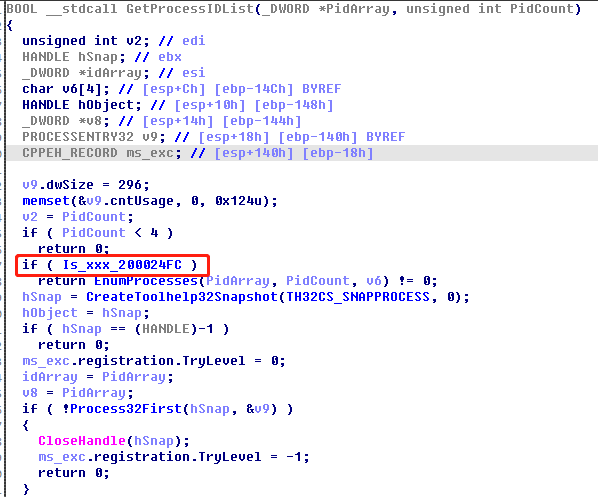 BOOL __stdcall GetProcessIDList(_DWORD *PidArray, unsigned int PidCount)
{
unsigned int v2; // edi
HANDLE hSnap; // ebx
_DWORD *idArray; // esi
char v6[4]; // [esp+Ch] [ebp-14Ch] BYREF
HANDLE hObject; // [esp+10h] [ebp-148h]
_DWORD *v8; // [esp+14h] [ebp-144h]
PROCESSENTRY32 v9; // [esp+18h] [ebp-140h] BYREF
CPPEH_RECORD ms_exc; // [esp+140h] [ebp-18h]
v9.dwSize = 296;
memset(&v9.cntUsage, 0, 0x124u);
v2 = PidCount;
if ( PidCount < 4 )
return 0;
if ( Is_xxx_200024FC )
return EnumProcesses(PidArray, PidCount, v6) != 0;
hSnap = CreateToolhelp32Snapshot(TH32CS_SNAPPROCESS, 0);
hObject = hSnap;
if ( hSnap == (HANDLE)-1 )
return 0;
ms_exc.registration.TryLevel = 0;
idArray = PidArray;
v8 = PidArray;
if ( !Process32First(hSnap, &v9) )
{
CloseHandle(hSnap);
ms_exc.registration.TryLevel = -1;
return 0;
}